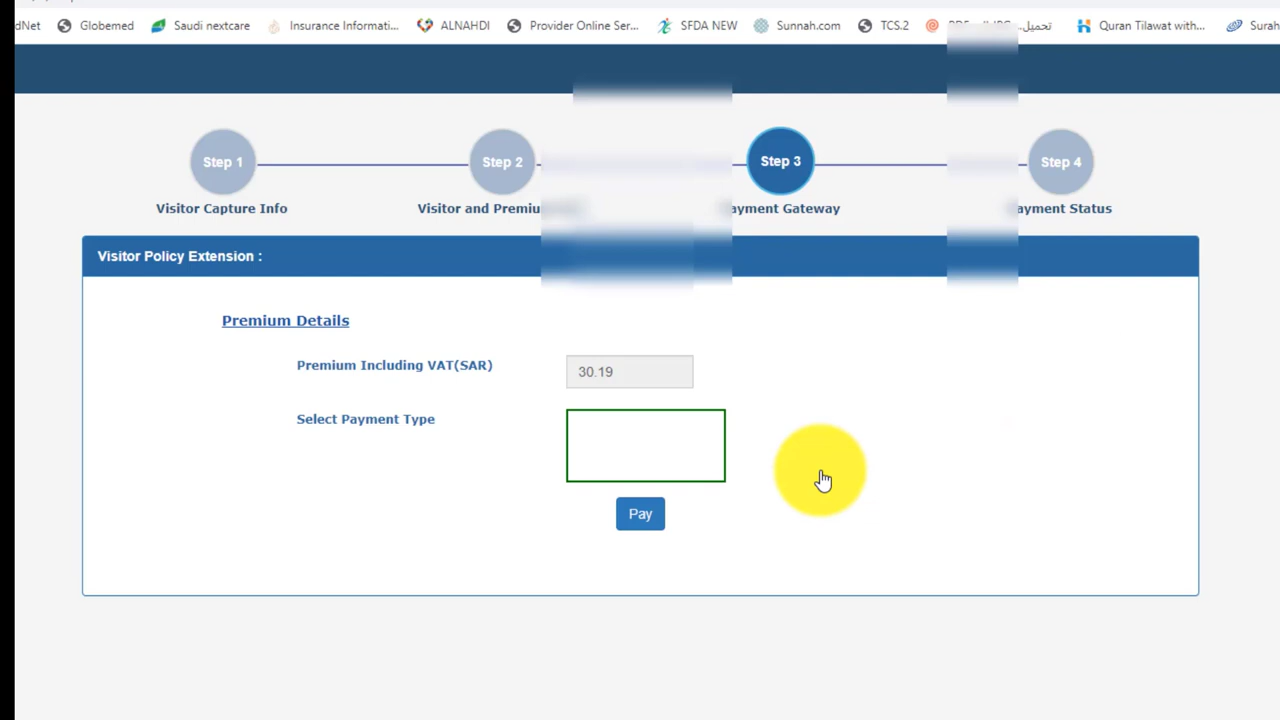 dNet Globemed Saudi nextcare Insurance Informati... ALNAHDI Provider Online Ser... SFDA NEW Sunnah.com TCS.2 تحميل... Quran Tilawat with... Surah
Step 1 Step 2 Step 3 Step 4
Visitor Capture Info Visitor and Premiu ayment Gateway ayment Status
Visitor Policy Extension :
Premium Details
Premium Including VAT(SAR) 30.19
Select Payment Type
Pay